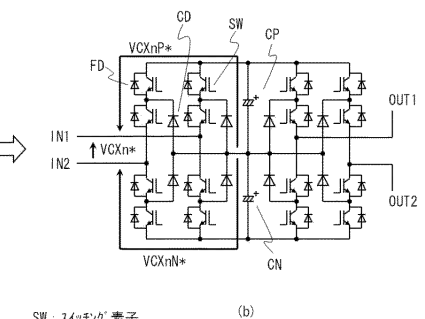 VCXnP*
CD
SW
CP
FD
IN1
VCXn*
IN2
OUT1
OUT2
VCXnN*
CN
(b)
SW：スイッチング素子